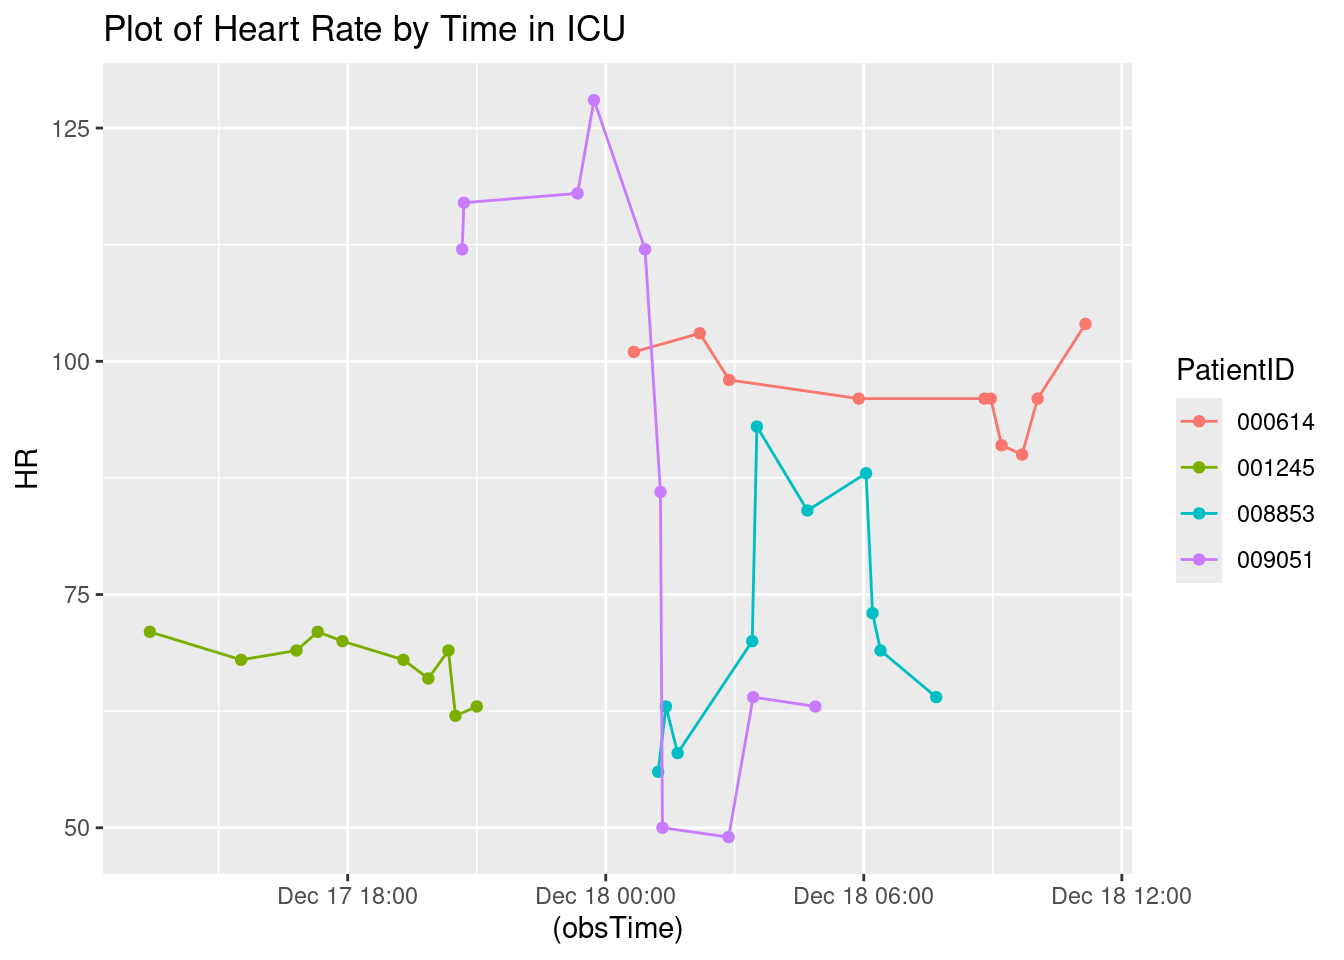 Plot of Heart Rate by Time in ICU
125
100
75
50
HR
Dec 17 18:00
Dec 18 00:00
Dec 18 06:00
Dec 18 12:00
(obsTime)
PatientID
000614
001245
008853
009051